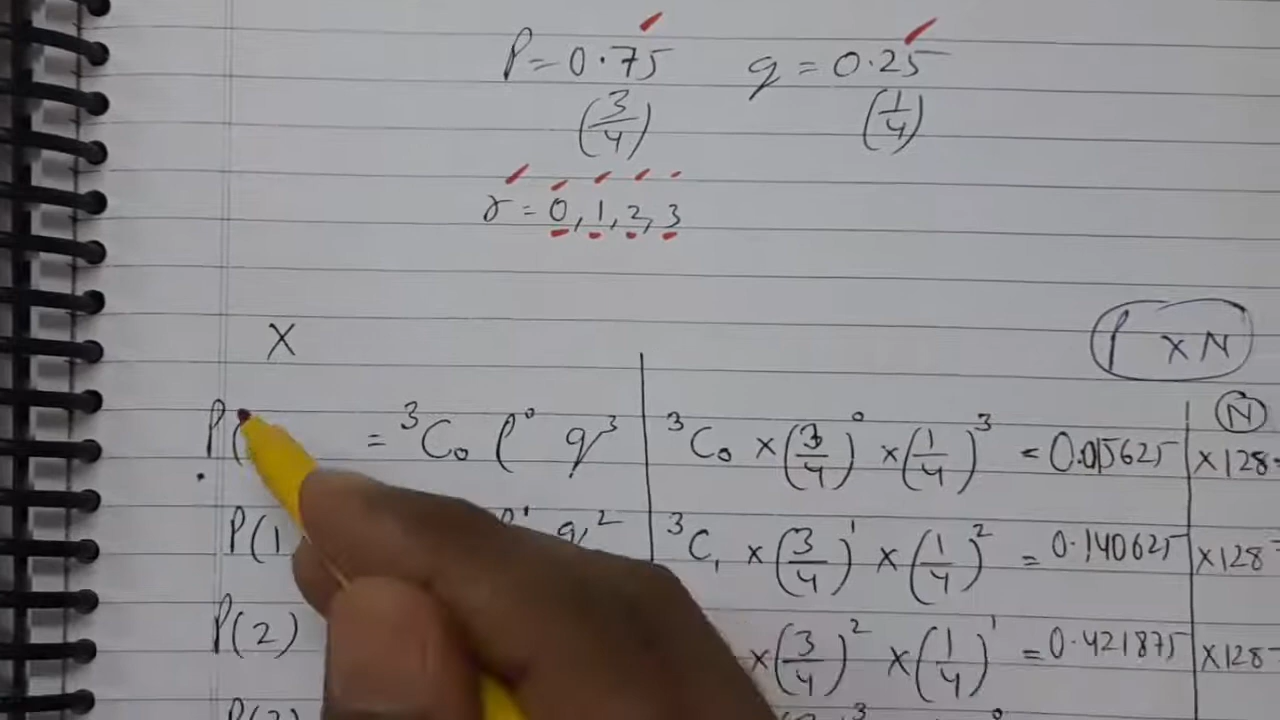 P = 0.75 q = 0.25
(3/4) (1/4)
r = 0, 1, 2, 3
X P x N
N
P( = ³C₀ p⁰ q³ ³C₀ × (3/4)⁰ × (1/4)³ = 0.015625 ×128
P(1 p¹ q² ³C₁ × (3/4)¹ × (1/4)² = 0.140625 ×128
P(2) × (3/4)² × (1/4)¹ = 0.421875 ×128